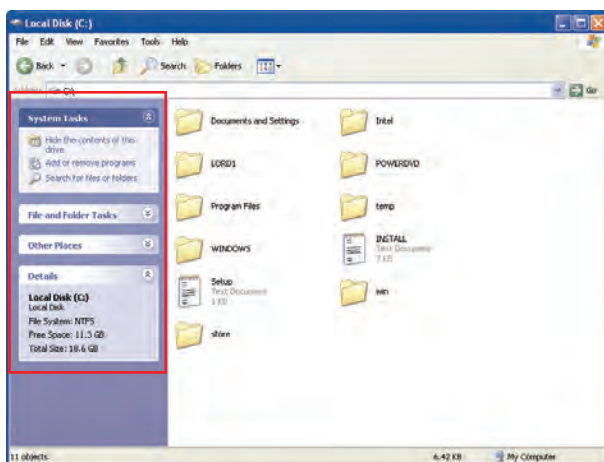 Local Disk (C:)
File Edit View Favorites Tools Help
Back Search Folders
C:\ Go
System Tasks
Hide the contents of this
drive
Add or remove programs
Search for files or folders
File and Folder Tasks
Other Places
Details
Local Disk (C:)
Local Disk
File System: NTFS
Free Space: 11.5 GB
Total Size: 18.6 GB
Documents and Settings
Intel
LORD1
POWERDVD
Program Files
temp
WINDOWS
INSTALL
Text Document
7 KB
Setup
Text Document
1 KB
win
store
11 objects 6.42 KB My Computer